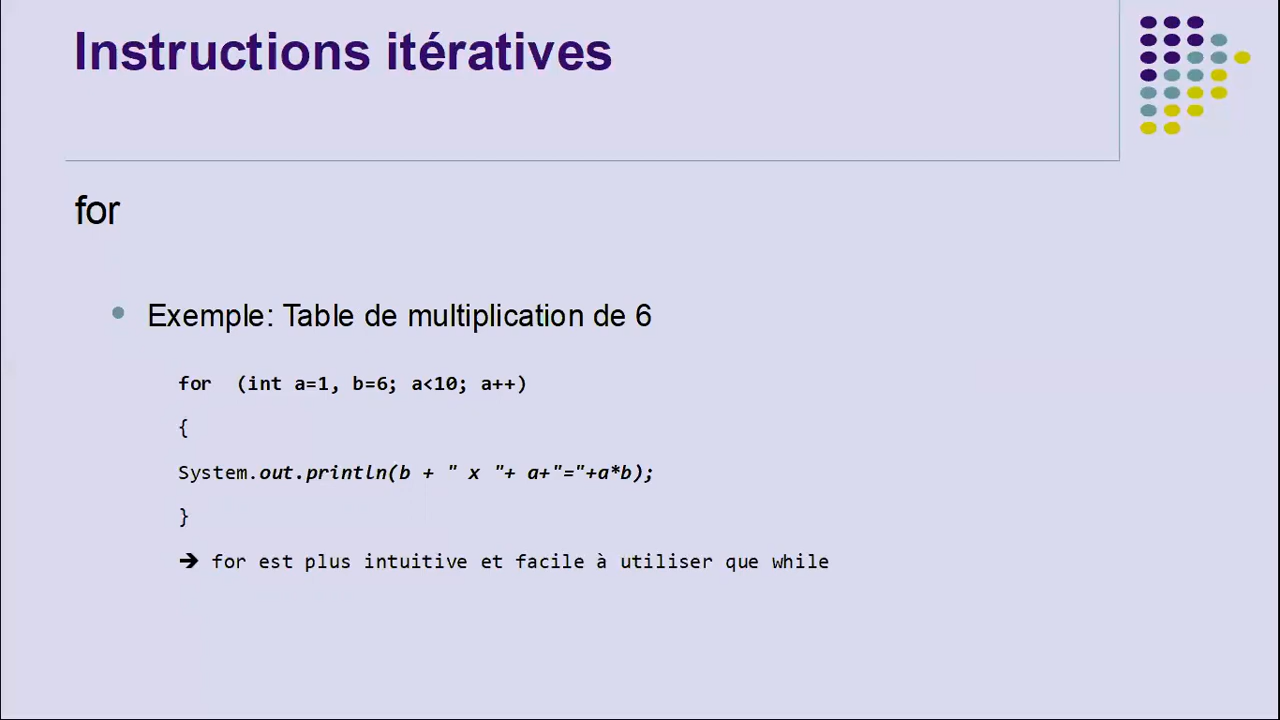 Instructions itératives
for
Exemple: Table de multiplication de 6
for  (int a=1, b=6; a<10; a++)
{
System.out.println(b + " x "+ a+"="+a*b);
}
➔ for est plus intuitive et facile à utiliser que while